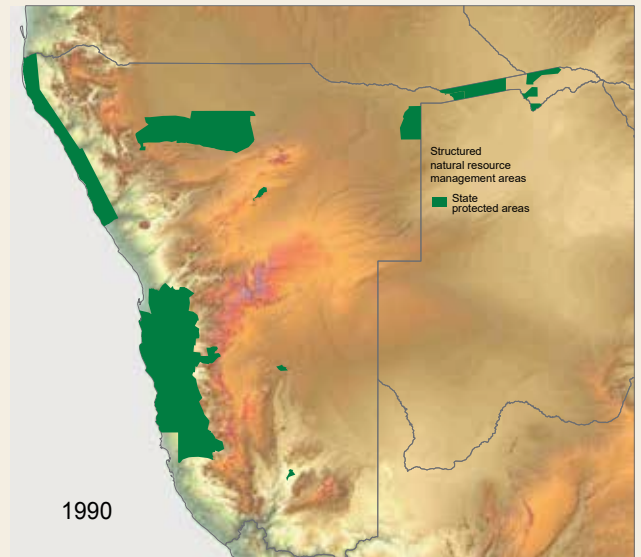 Structured
natural resource
management areas
State
protected areas
1990